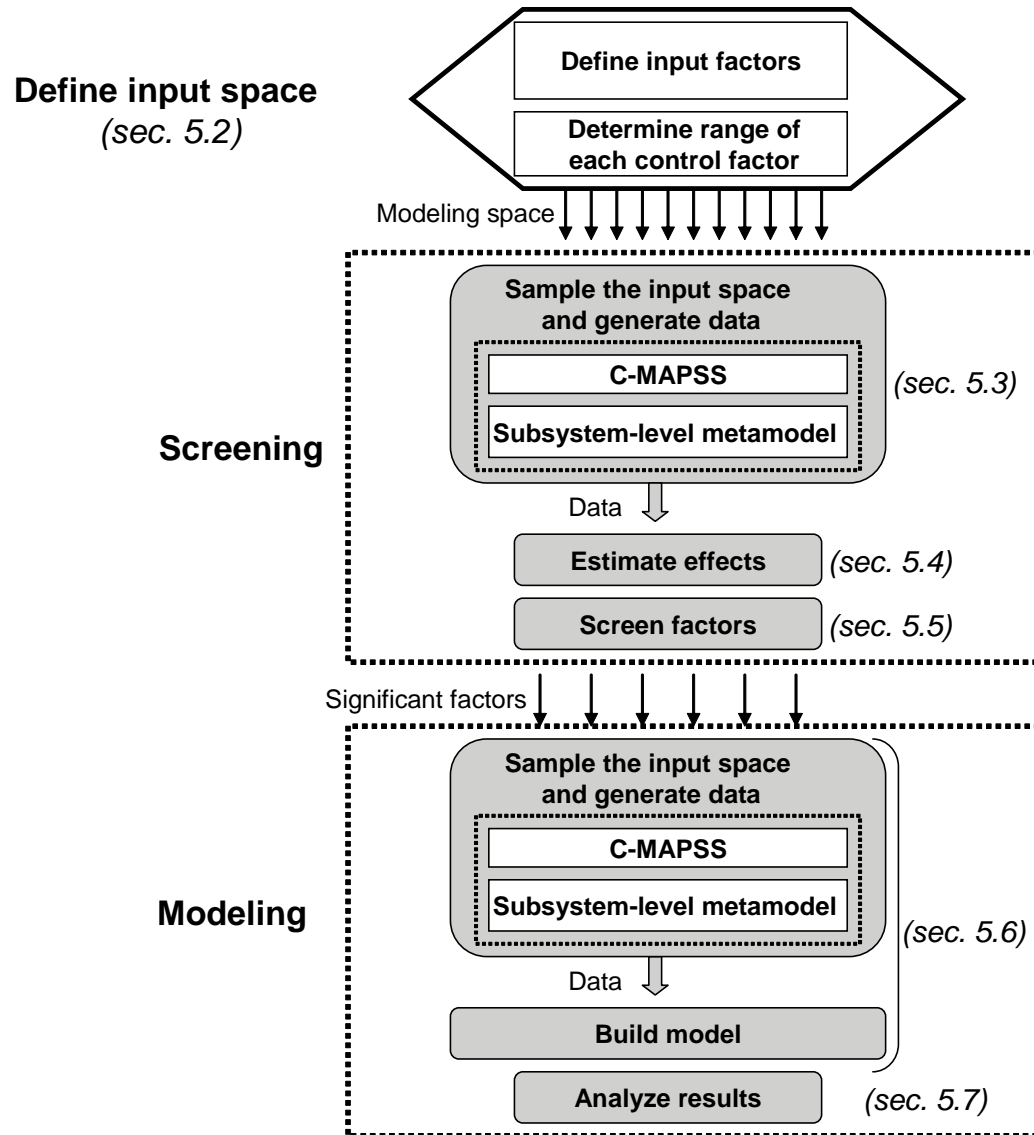 Define input space
(sec. 5.2)
Define input factors
Determine range of
each control factor
Modeling space
Screening
Sample the input space
and generate data
C-MAPSS
Subsystem-level metamodel
(sec. 5.3)
Data
Estimate effects
(sec. 5.4)
Screen factors
(sec. 5.5)
Significant factors
Modeling
Sample the input space
and generate data
C-MAPSS
Subsystem-level metamodel
(sec. 5.6)
Data
Build model
Analyze results
(sec. 5.7)